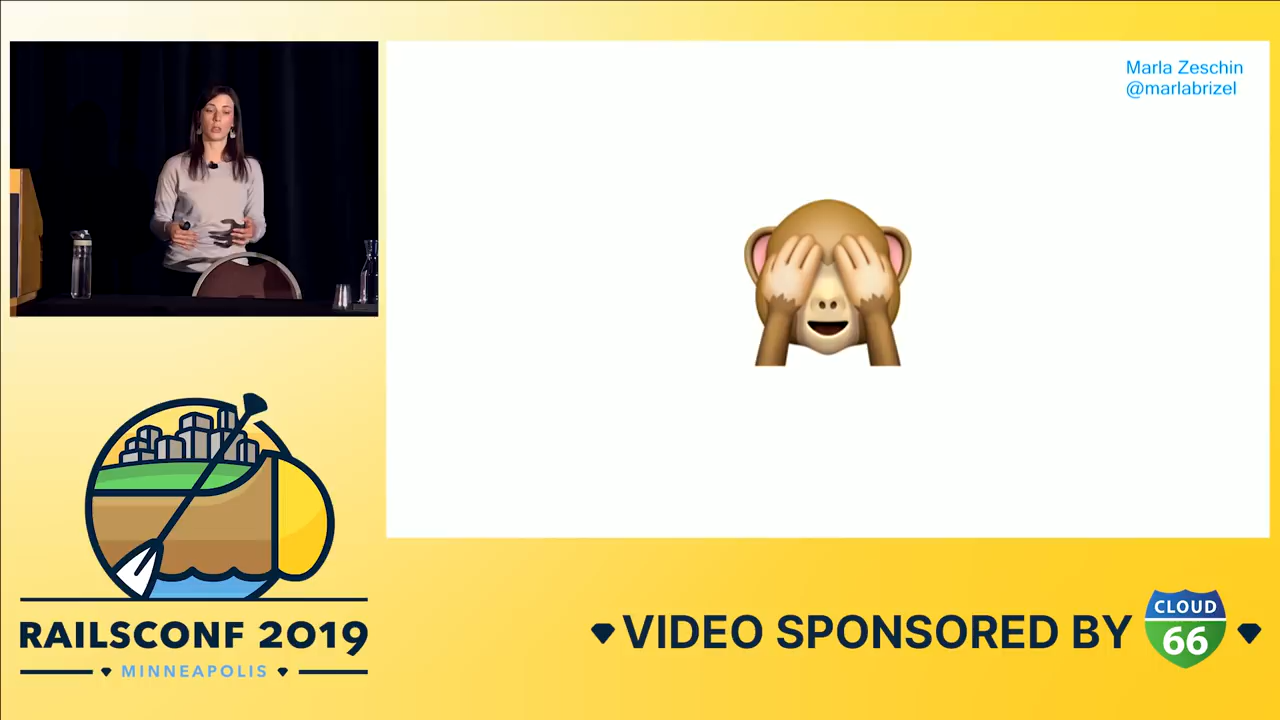 Marla Zeschin
@marlabrizel
RAILSCONF 2019
MINNEAPOLIS
VIDEO SPONSORED BY
CLOUD
66